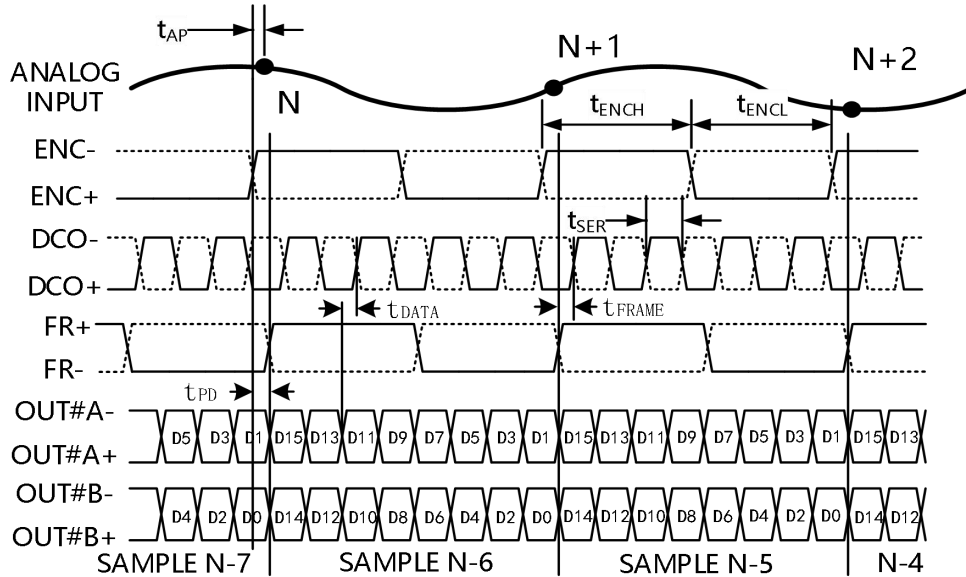 tAP
N+1
N+2
ANALOG
INPUT
N
tENCH
tENCL
ENC-
ENC+
tSER
DCO-
DCO+
tDATA
tFRAME
FR+
FR-
tPD
OUT#A-
OUT#A+
D5 D3 D1 D15 D13 D11 D9 D7 D5 D3 D1 D15 D13 D11 D9 D7 D5 D3 D1 D15 D13
OUT#B-
OUT#B+
D4 D2 D0 D14 D12 D10 D8 D6 D4 D2 D0 D14 D12 D10 D8 D6 D4 D2 D0 D14 D12
SAMPLE N-7 SAMPLE N-6 SAMPLE N-5 N-4